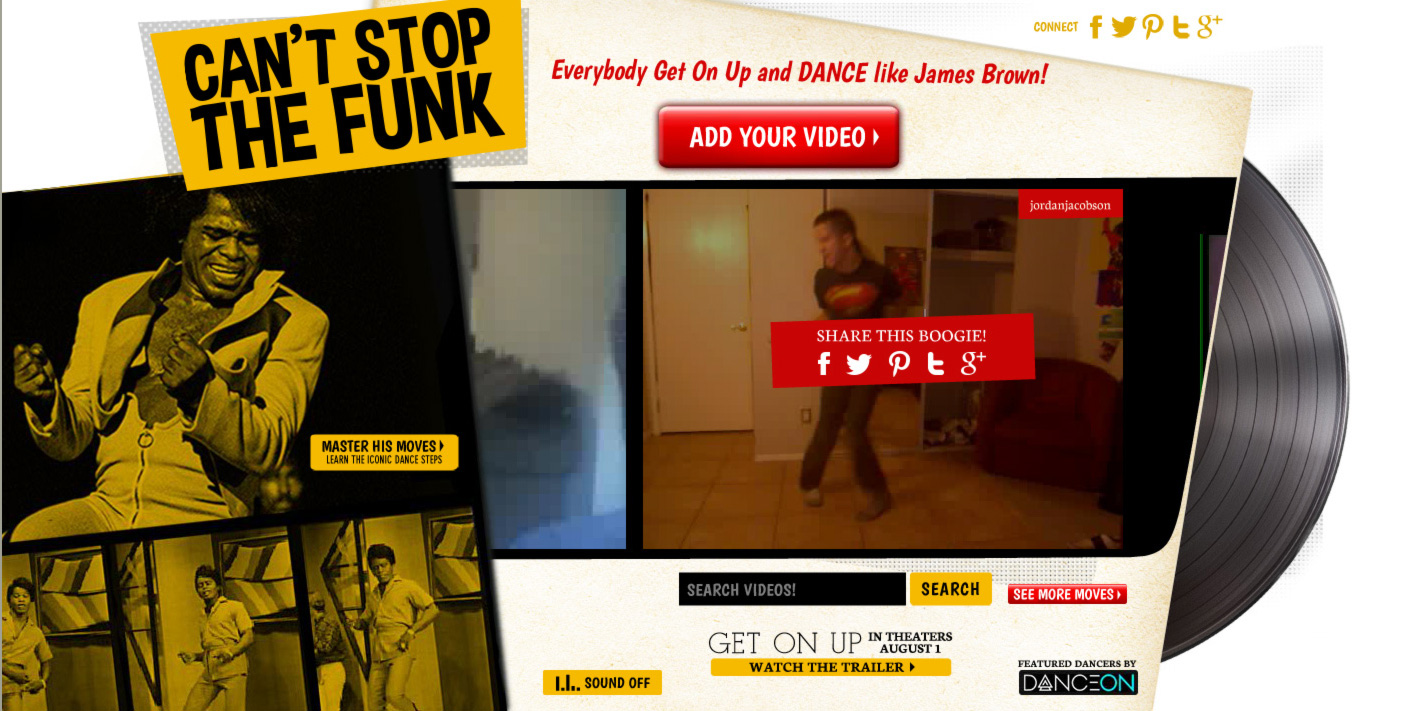 CAN'T STOP
THE FUNK
CONNECT
Everybody Get On Up and DANCE like James Brown!
ADD YOUR VIDEO
jordanjacobson
SHARE THIS BOOGIE!
MASTER HIS MOVES
LEARN THE ICONIC DANCE STEPS
SEARCH VIDEOS!
SEARCH
SEE MORE MOVES
GET ON UP
IN THEATERS
AUGUST 1
WATCH THE TRAILER
SOUND OFF
FEATURED DANCERS BY
DANCEON